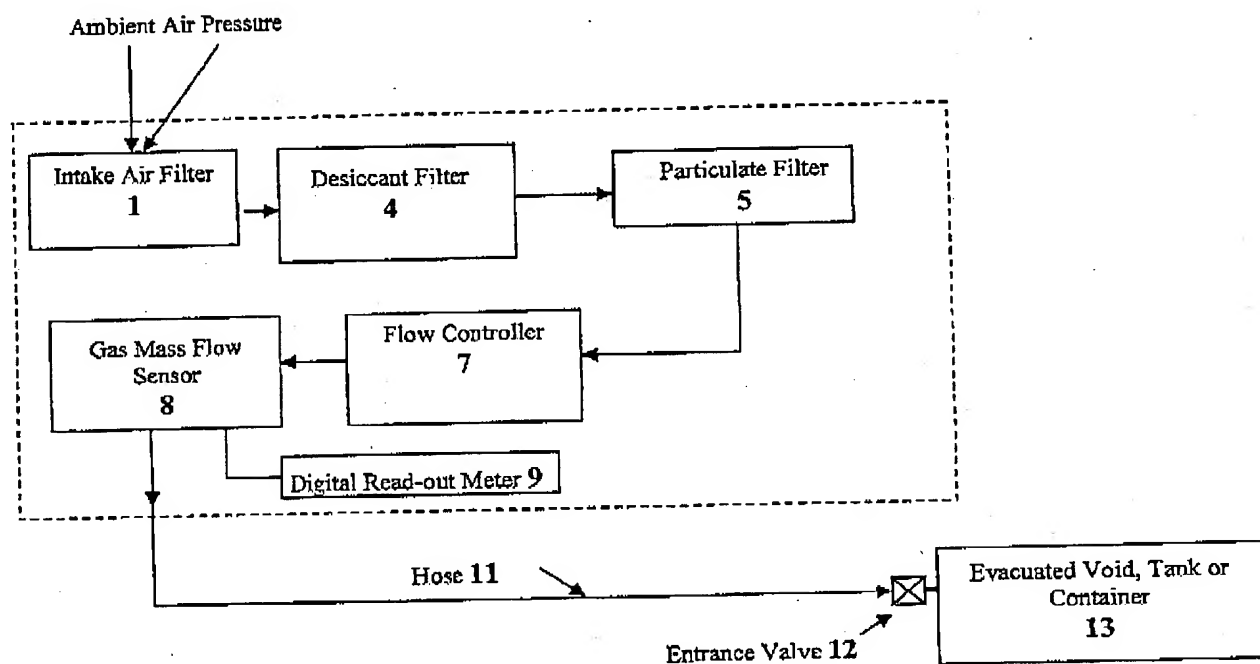 Ambient Air Pressure
Intake Air Filter
1
Desiccant Filter
4
Particulate Filter
5
Gas Mass Flow
Sensor
8
Flow Controller
7
Digital Read-out Meter 9
Hose 11
Entrance Valve 12
Evacuated Void, Tank or
Container
13